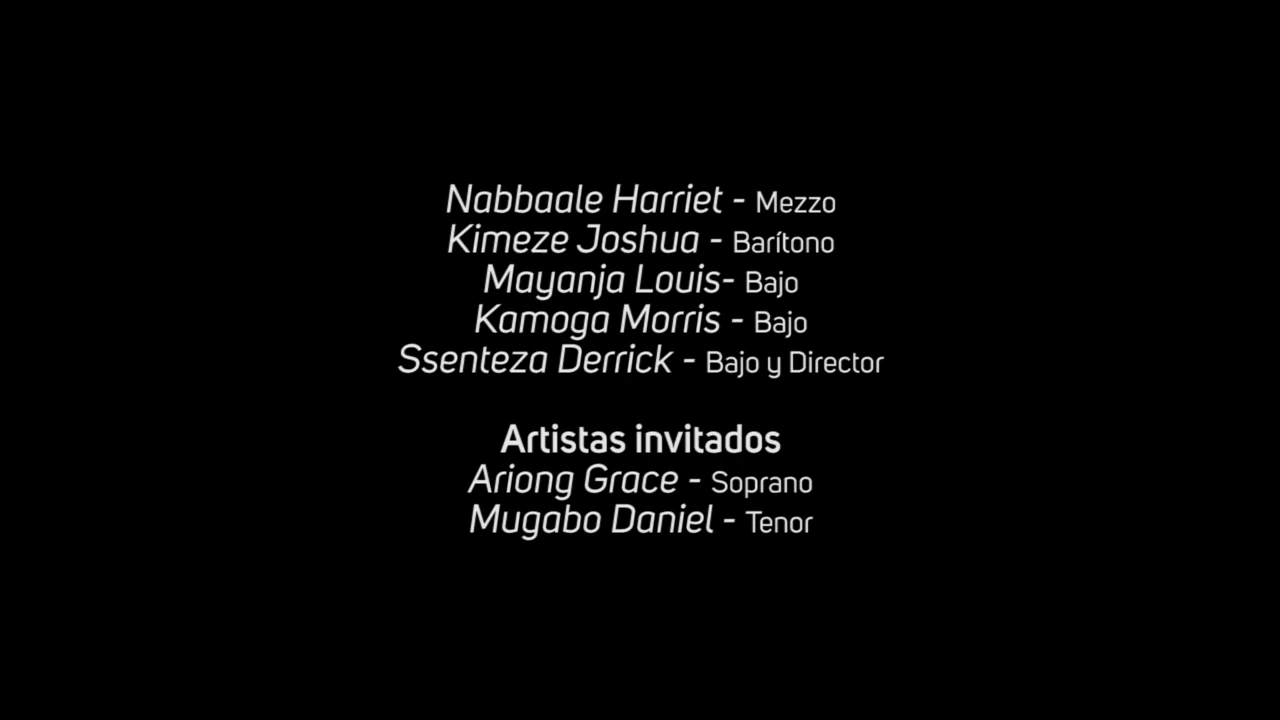 Nabbaale Harriet - Mezzo
Kimeze Joshua - Barítono
Mayanja Louis- Bajo
Kamoga Morris - Bajo
Ssenteza Derrick - Bajo y Director
Artistas invitados
Ariong Grace - Soprano
Mugabo Daniel - Tenor